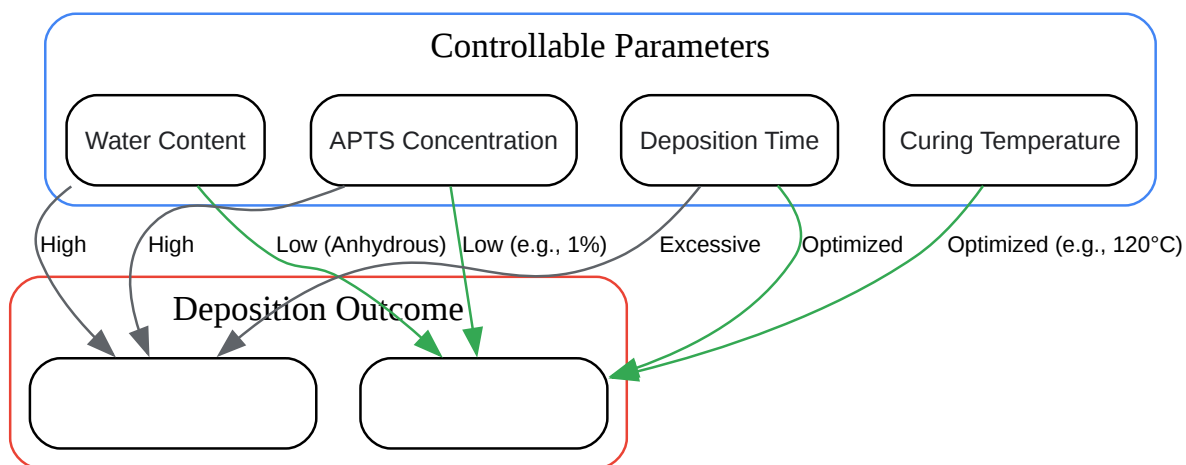 Controllable Parameters
Water Content
APTS Concentration
Deposition Time
Curing Temperature
High
High
Low (Anhydrous)
Low (e.g., 1%)
Excessive
Optimized
Optimized (e.g., 120°C)
Deposition Outcome